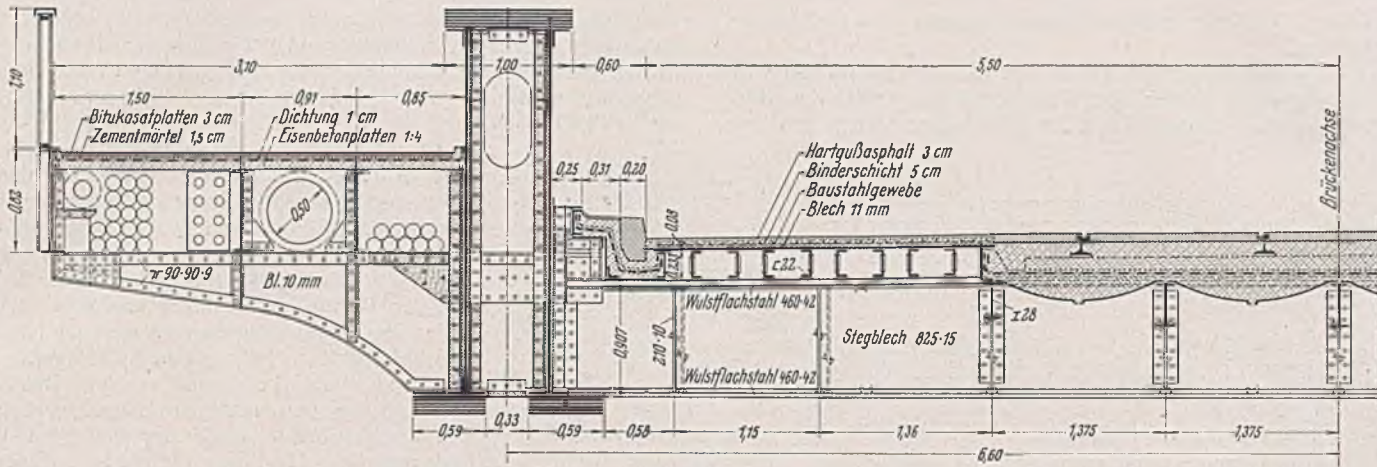 3,10
1,00
0,60
5,50
1,10
1,50
0,91
0,85
Bitukasatplatten 3 cm
Zementmörtel 1,5 cm
Dichtung 1 cm
Eisenbetonplatten 1:4
Brückenachse
Hartgußasphalt 3 cm
Binderschicht 5 cm
Baustahlgewebe
Blech 11 mm
0,25
0,31
0,20
0,82
0,50
0,08
⊏ 22
90·90·9
Bl. 10 mm
Wulstflachstahl 460·42
I 28
0,907
210·10
Stegblech 825·15
Wulstflachstahl 460·42
0,59
0,33
0,59
0,58
1,15
1,36
1,375
1,375
6,60